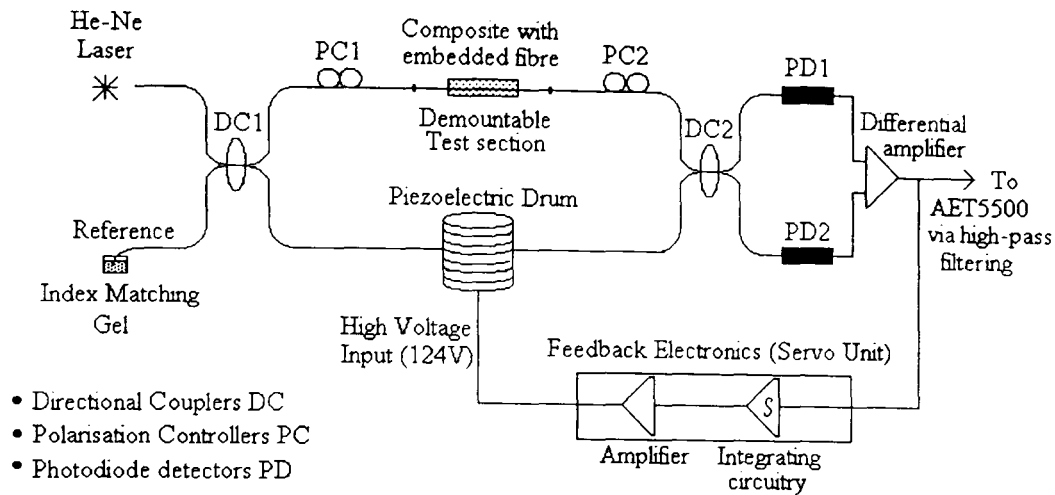 He-Ne
Laser
PC1
Composite with
embedded fibre
PC2
PD1
DC1
Demountable
Test section
DC2
Differential
amplifier
To
AET5500
via high-pass
filtering
Piezoelectric Drum
PD2
Reference
Index Matching
Gel
High Voltage
Input (124V)
Feedback Electronics (Servo Unit)
S
• Directional Couplers DC
• Polarisation Controllers PC
• Photodiode detectors PD
Amplifier
Integrating
circuitry